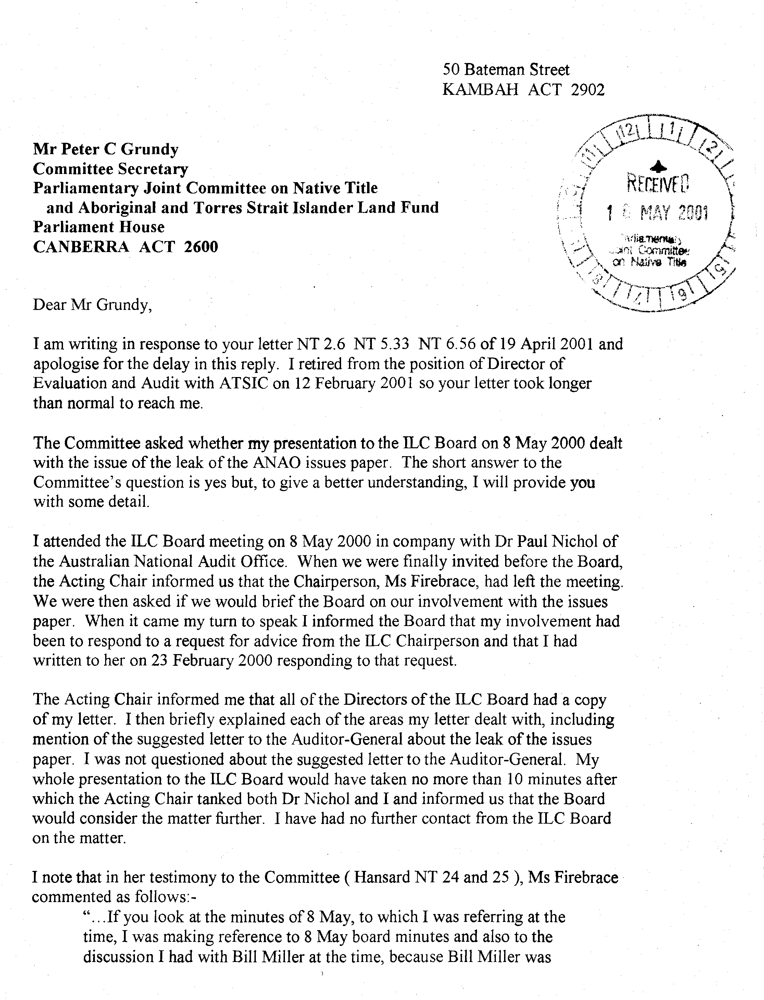 50 Bateman Street
KAMBAH ACT 2902
Mr Peter C Grundy
Committee Secretary
Parliamentary Joint Committee on Native Title
and Aboriginal and Torres Strait Islander Land Fund
Parliament House
CANBERRA ACT 2600
12 1 2
RECEIVED
MAY 2001
Committee
on Native Title
5 6 7 8
Dear Mr Grundy,
I am writing in response to your letter NT 2.6 NT 5.33 NT 6.56 of 19 April 2001 and
apologise for the delay in this reply. I retired from the position of Director of
Evaluation and Audit with ATSIC on 12 February 2001 so your letter took longer
than normal to reach me.
The Committee asked whether my presentation to the ILC Board on 8 May 2000 dealt
with the issue of the leak of the ANAO issues paper. The short answer to the
Committee's question is yes but, to give a better understanding, I will provide you
with some detail.
I attended the ILC Board meeting on 8 May 2000 in company with Dr Paul Nichol of
the Australian National Audit Office. When we were finally invited before the Board,
the Acting Chair informed us that the Chairperson, Ms Firebrace, had left the meeting.
We were then asked if we would brief the Board on our involvement with the issues
paper. When it came my turn to speak I informed the Board that my involvement had
been to respond to a request for advice from the ILC Chairperson and that I had
written to her on 23 February 2000 responding to that request.
The Acting Chair informed me that all of the Directors of the ILC Board had a copy
of my letter. I then briefly explained each of the areas my letter dealt with, including
mention of the suggested letter to the Auditor-General about the leak of the issues
paper. I was not questioned about the suggested letter to the Auditor-General. My
whole presentation to the ILC Board would have taken no more than 10 minutes after
which the Acting Chair tanked both Dr Nichol and I and informed us that the Board
would consider the matter further. I have had no further contact from the ILC Board
on the matter.
I note that in her testimony to the Committee ( Hansard NT 24 and 25 ), Ms Firebrace
commented as follows:-
“...If you look at the minutes of 8 May, to which I was referring at the
time, I was making reference to 8 May board minutes and also to the
discussion I had with Bill Miller at the time, because Bill Miller was